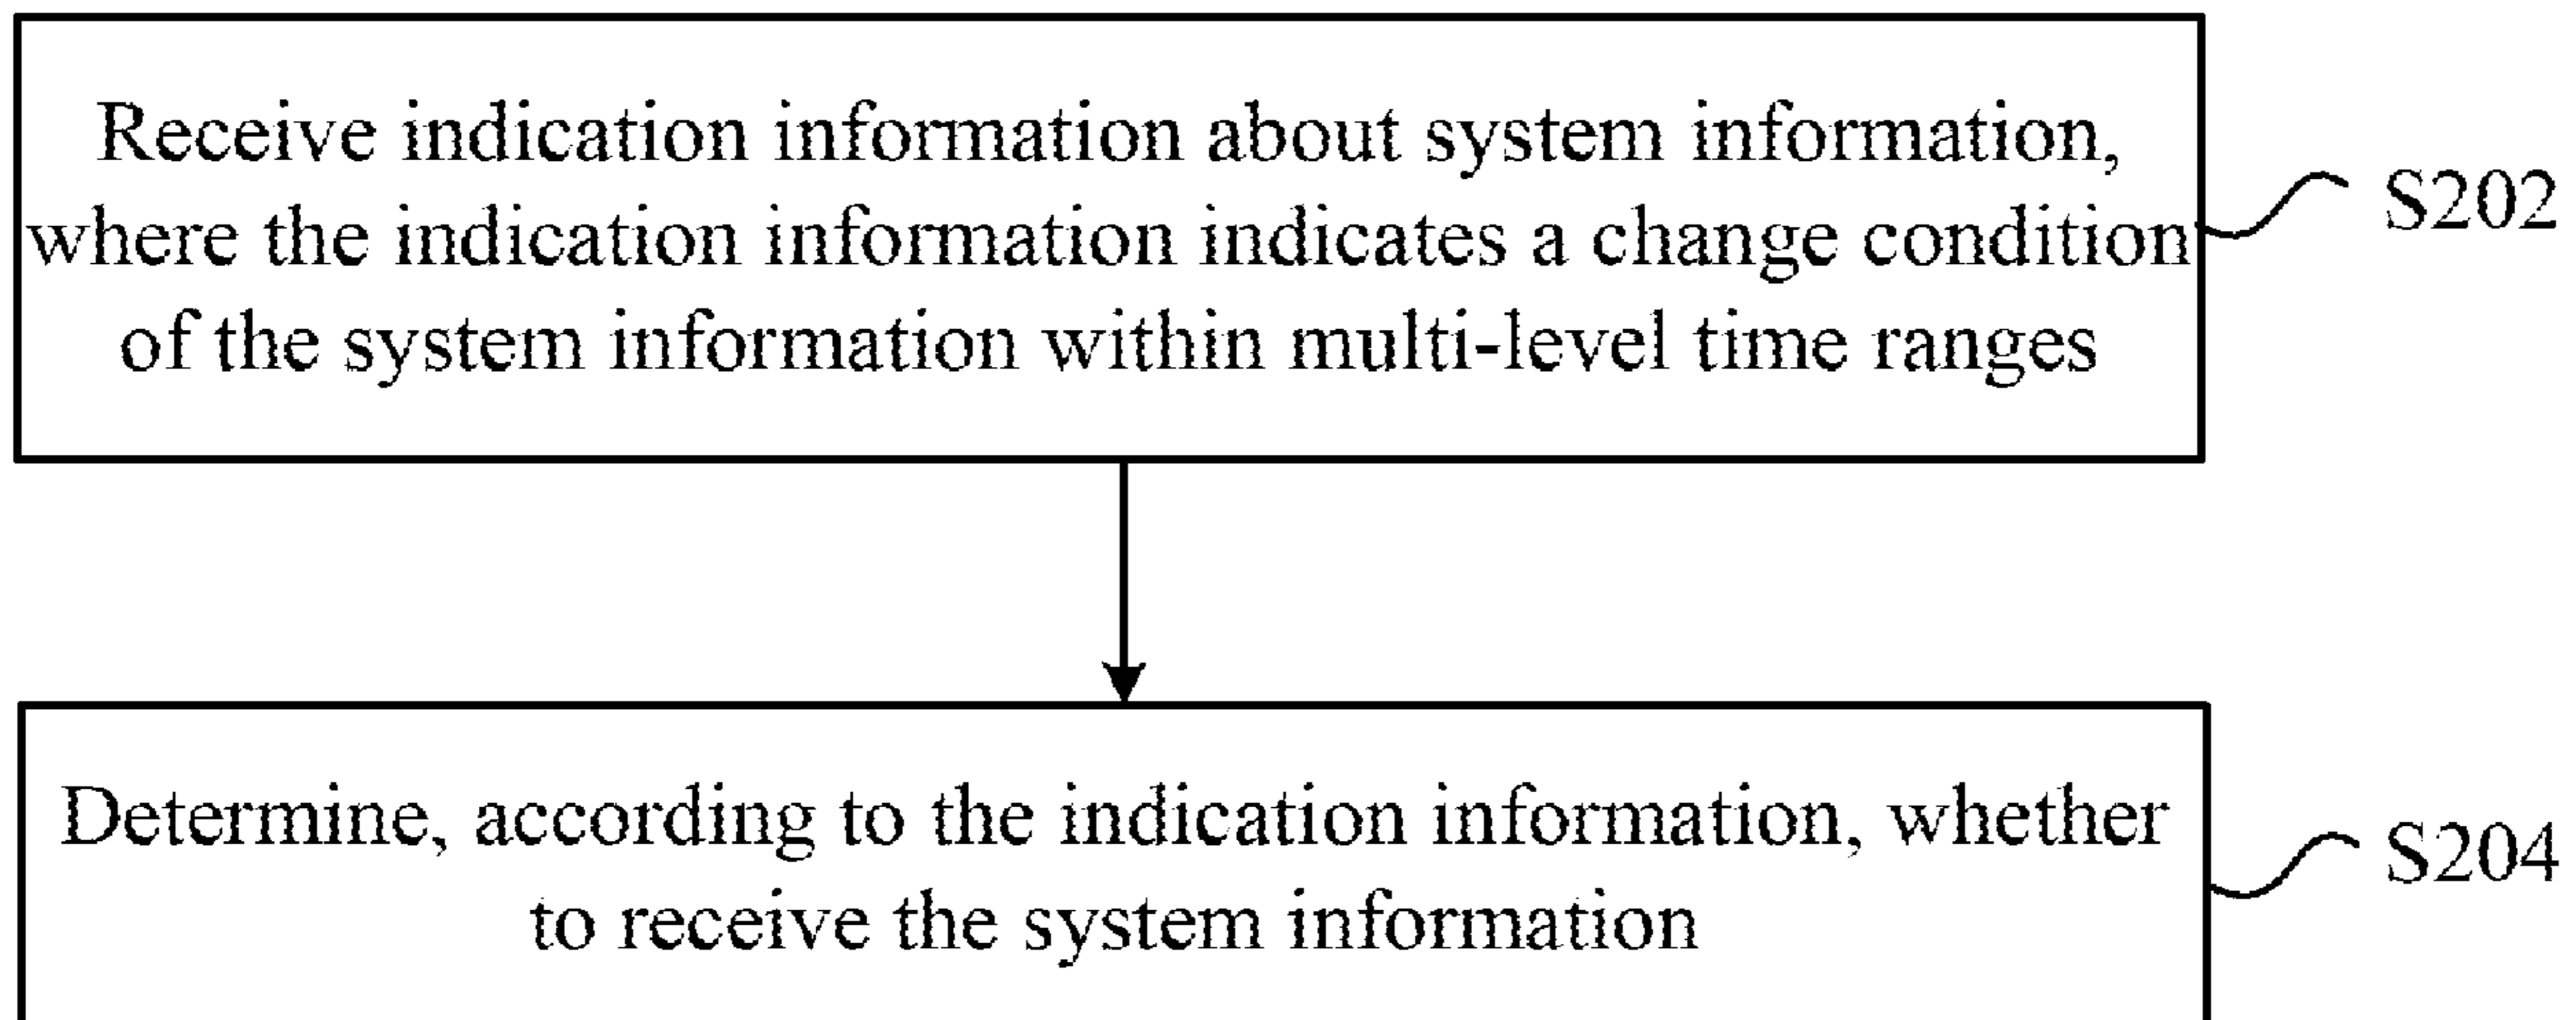 Receive indication information about system information,
where the indication information indicates a change condition
of the system information within multi-level time ranges
S202
Determine, according to the indication information, whether
to receive the system information
S204